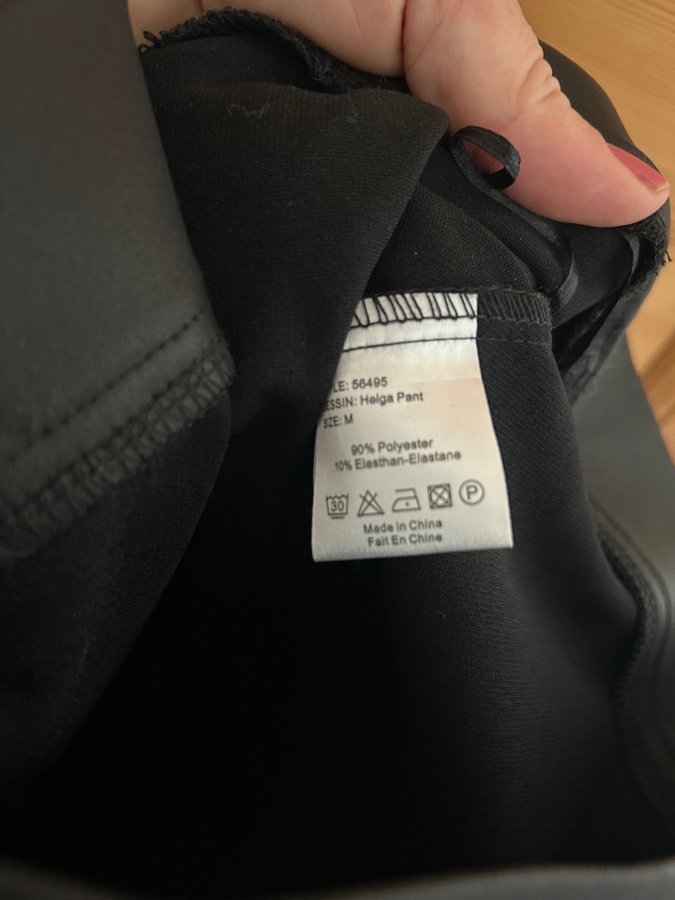 LE: 56495
ESSIN: Helga Pant
SIZE: M
90% Polyester
10% Elasthan-Elastane
30 P
Made in China
Fait En Chine